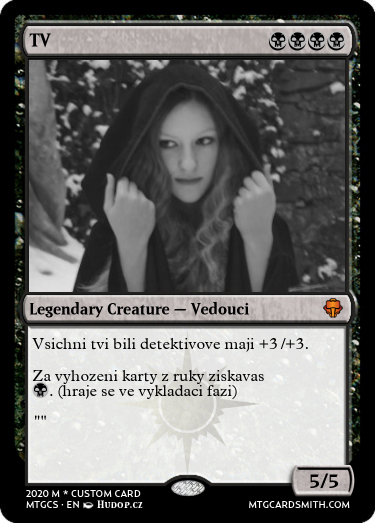 TV
Legendary Creature — Vedouci
Vsichni tvi bili detektivove maji +3/+3.
Za vyhozeni karty z ruky ziskavas
. (hraje se ve vykladaci fazi)
""
5/5
2020 M * CUSTOM CARD
MTGCS · EN HUDOP.CZ
MTGCARDSMITH.COM